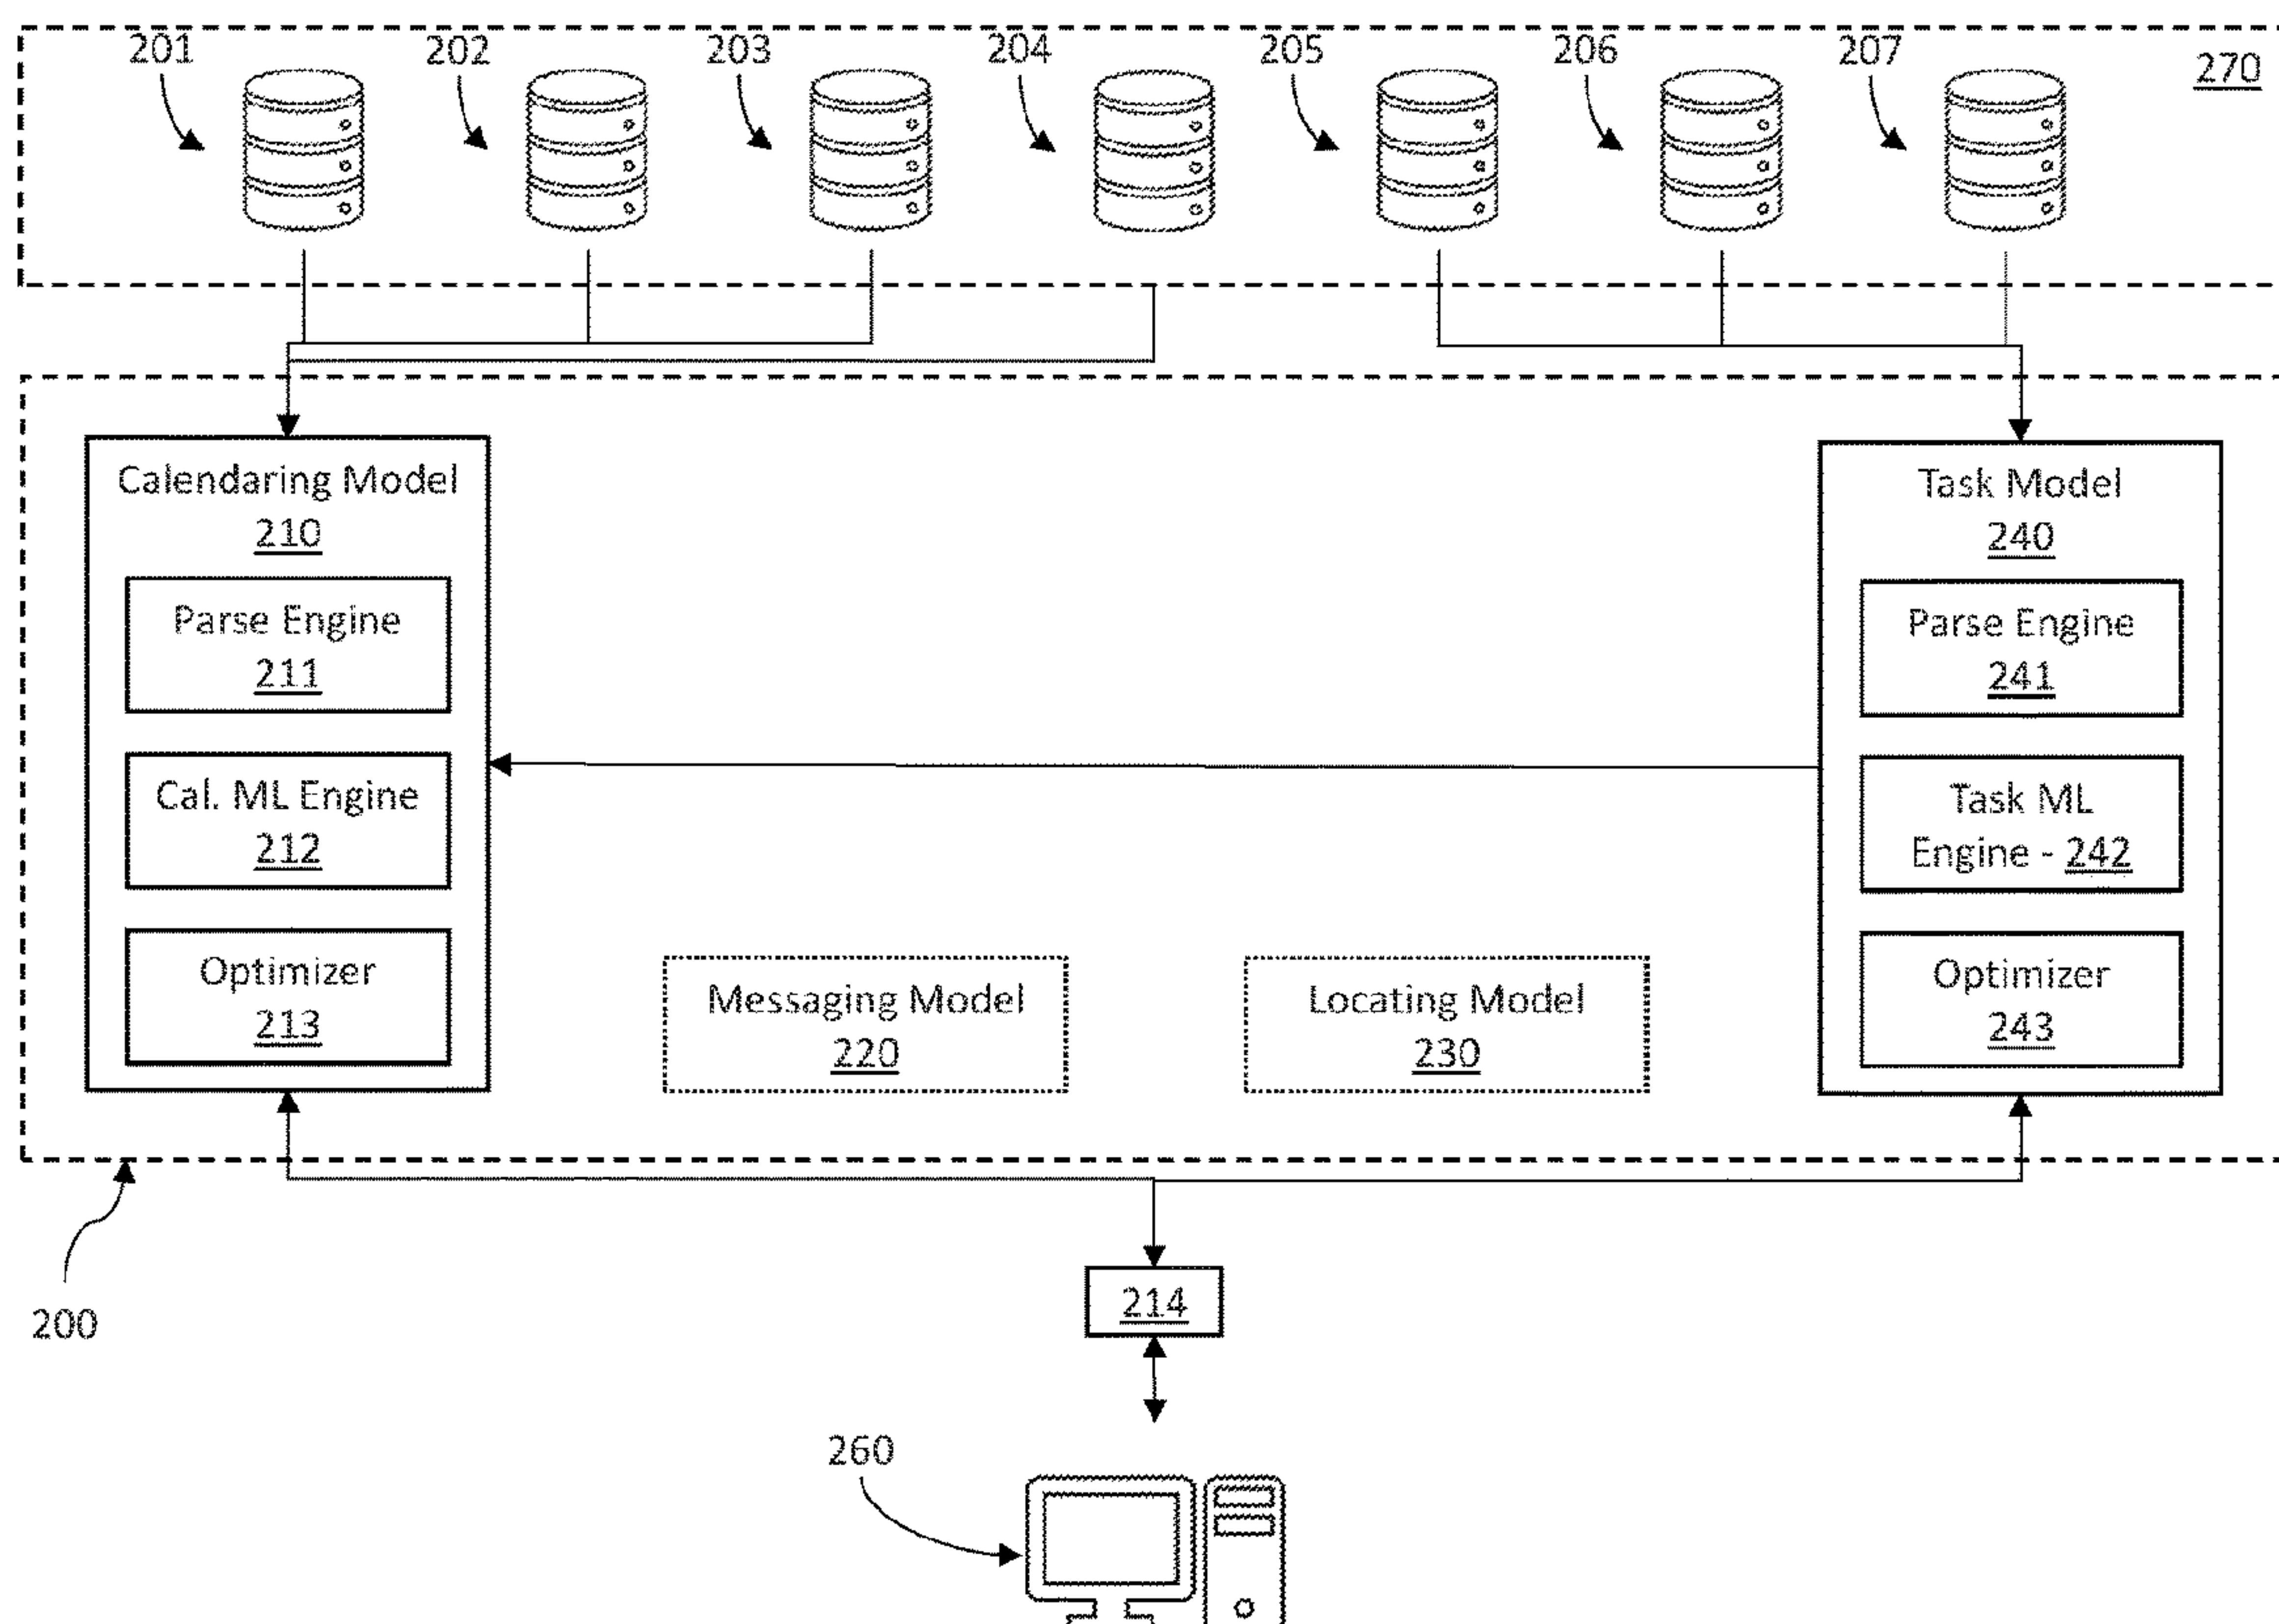 201
202
203
204
205
206
207
270
Calendaring Model
210
Parse Engine
211
Cal. ML Engine
212
Optimizer
213
Messaging Model
220
Locating Model
230
Task Model
240
Parse Engine
241
Task ML
Engine - 242
Optimizer
243
200
214
260